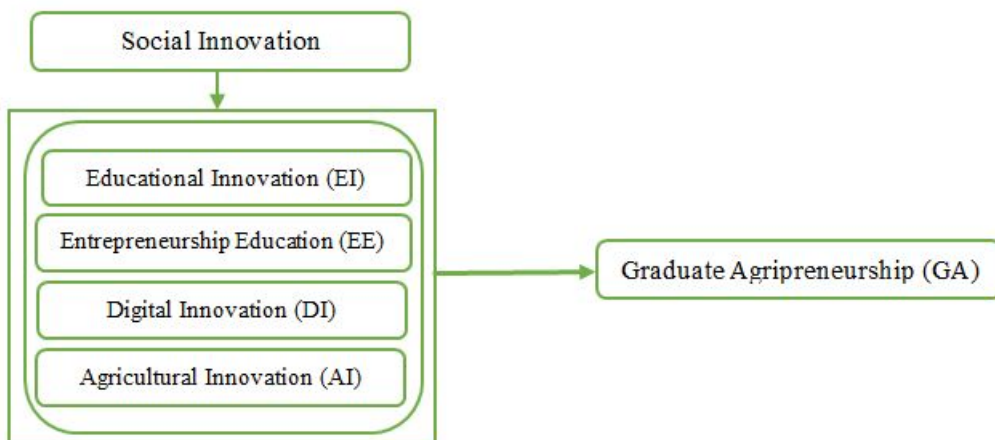 Social Innovation
Educational Innovation (EI)
Entrepreneurship Education (EE)
Digital Innovation (DI)
Agricultural Innovation (AI)
Graduate Agripreneurship (GA)